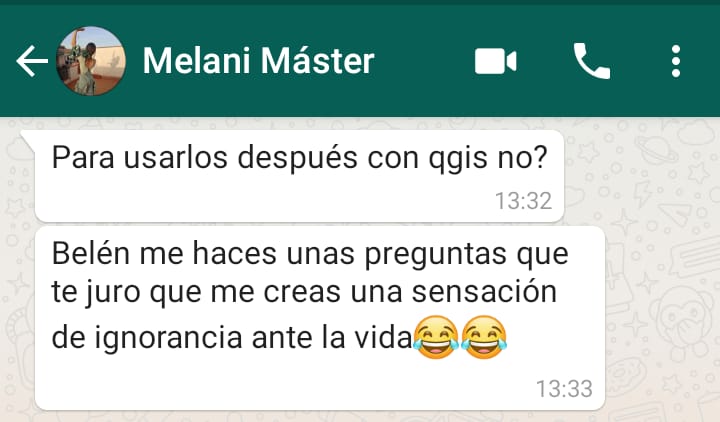 Melani Máster
Para usarlos después con qgis no?
13:32
Belén me haces unas preguntas que
te juro que me creas una sensación
de ignorancia ante la vida😂😂
13:33